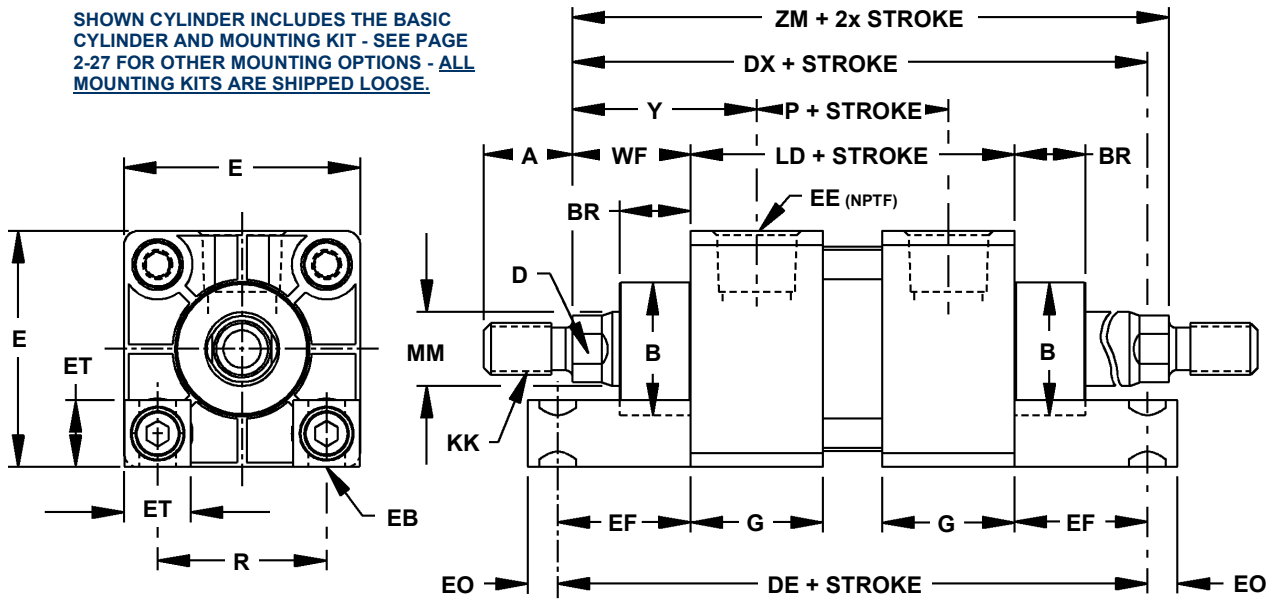 SHOWN CYLINDER INCLUDES THE BASIC
CYLINDER AND MOUNTING KIT - SEE PAGE
2-27 FOR OTHER MOUNTING OPTIONS - ALL
MOUNTING KITS ARE SHIPPED LOOSE.
ZM + 2x STROKE
DX + STROKE
Y
P + STROKE
A
WF
LD + STROKE
BR
E
BR
EE (NPTF)
D
E
MM
B
B
ET
KK
ET
EB
EF
G
G
EF
R
EO
DE + STROKE
EO